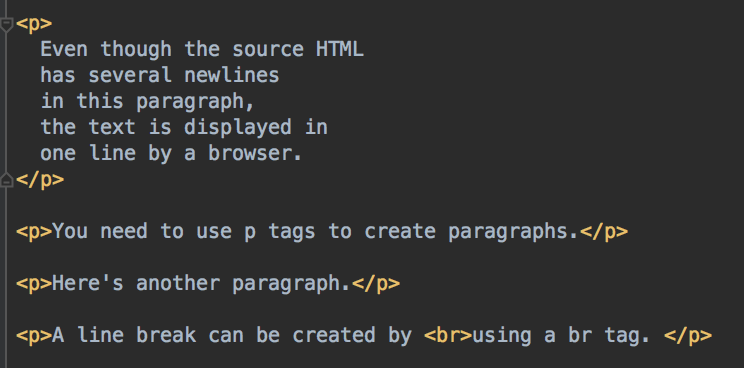 <p>
Even though the source HTML
has several newlines
in this paragraph,
the text is displayed in
one line by a browser.
</p>
<p>You need to use p tags to create paragraphs.</p>
<p>Here's another paragraph.</p>
<p>A line break can be created by <br>using a br tag. </p>